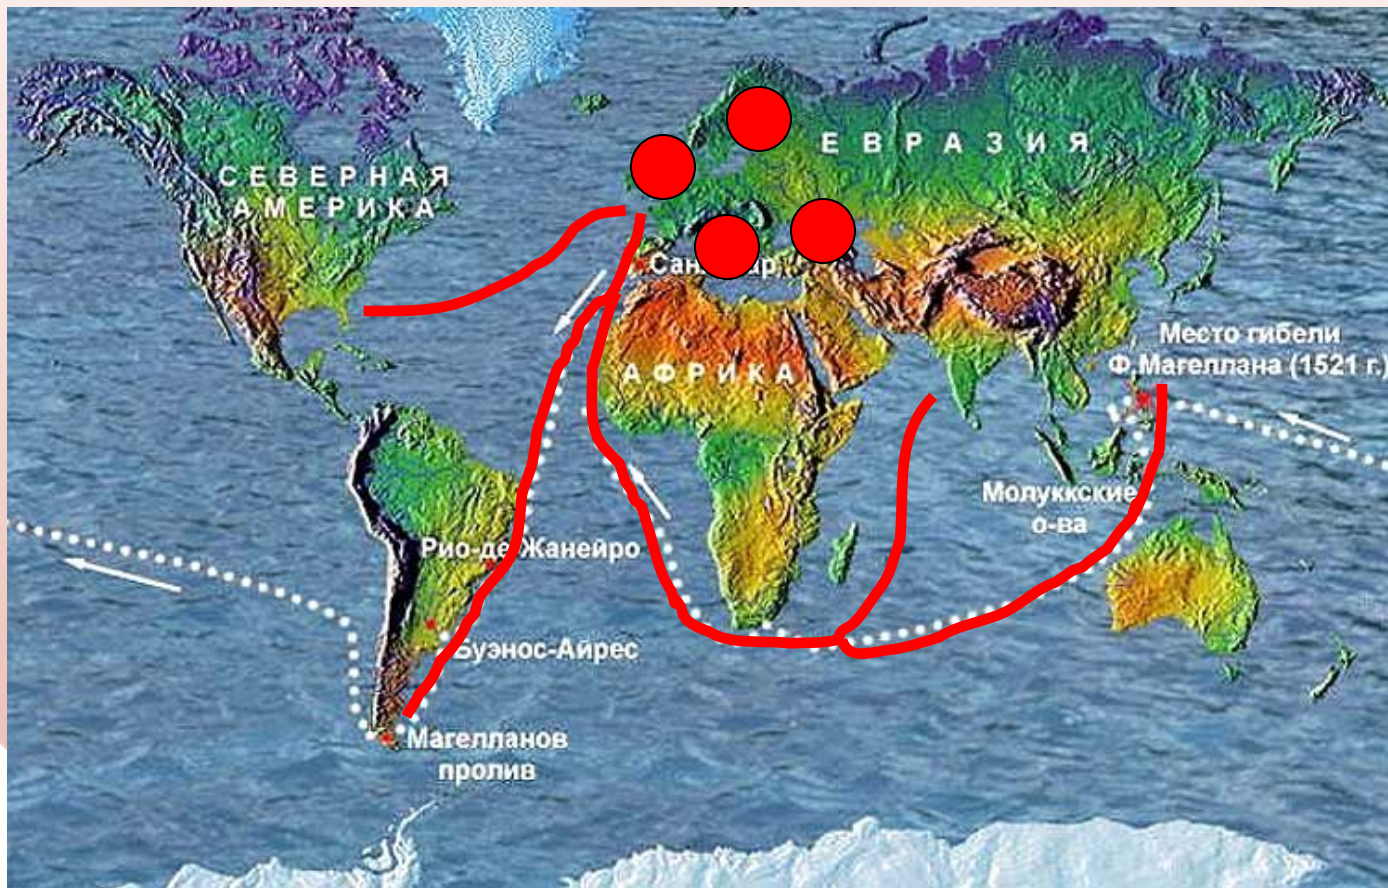 ЕВРАЗИЯ
СЕВЕРНАЯ
АМЕРИКА
Место гибели
Ф.Магеллана (1521 г.)
АФРИКА
Молуккские
о-ва
Рио-де-Жанейро
Буэнос-Айрес
Магелланов
пролив